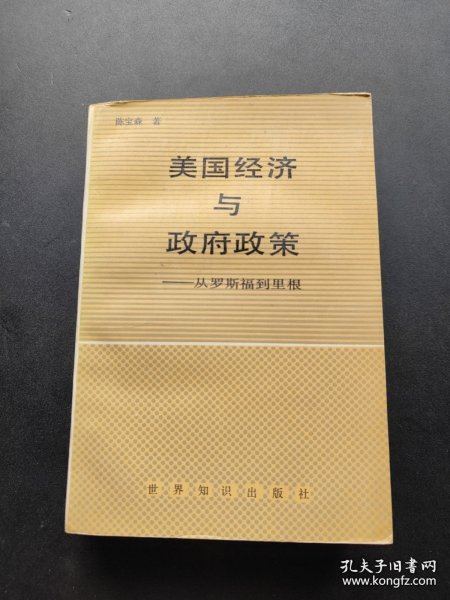 陈宝森 著
美国经济
与
政府政策
——从罗斯福到里根
世界知识出版社
孔夫子旧书网
www.kongfz.com